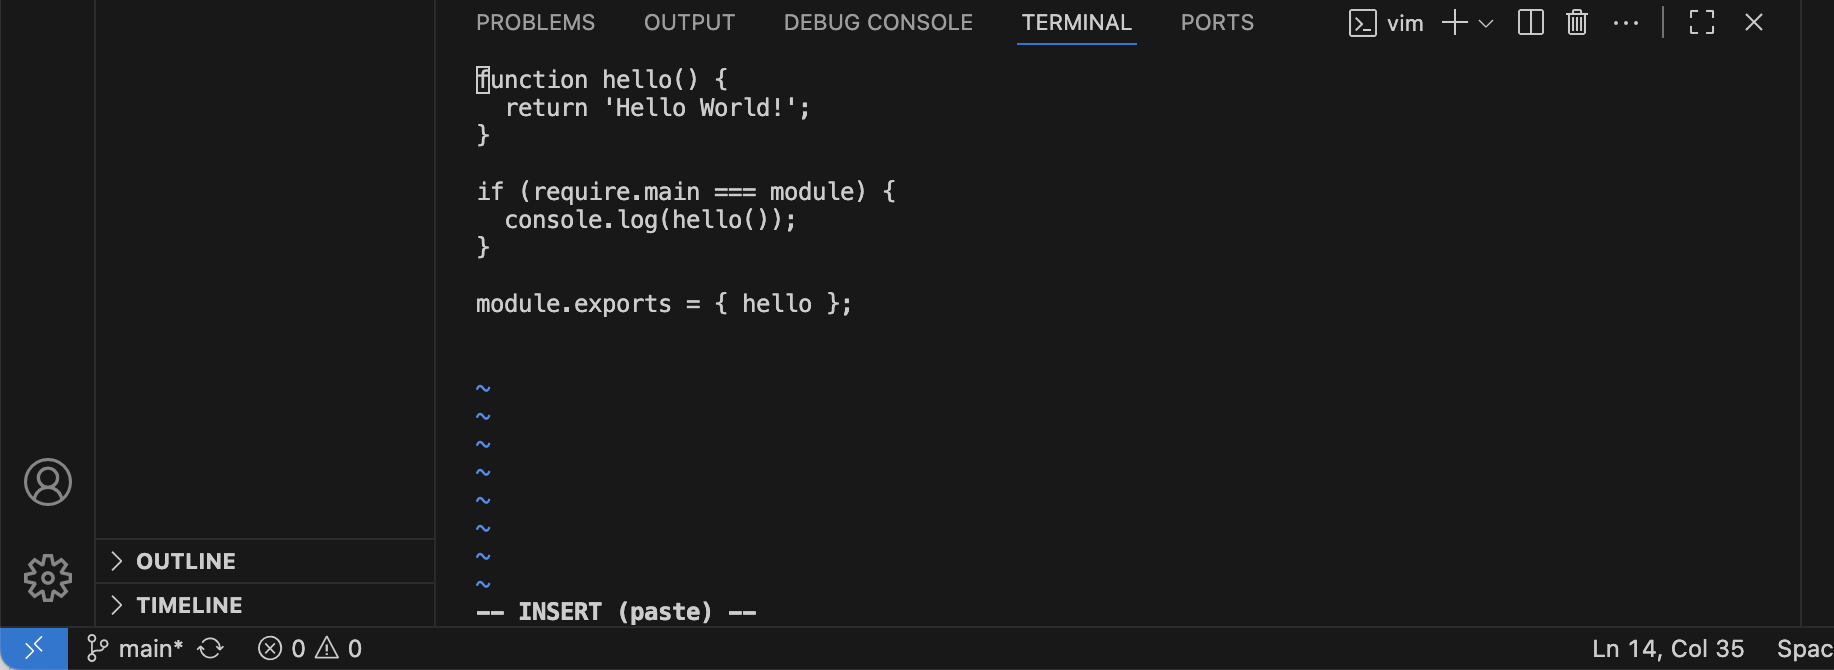 PROBLEMS OUTPUT DEBUG CONSOLE TERMINAL PORTS vim
function hello() {
  return 'Hello World!';
}
if (require.main === module) {
  console.log(hello());
}
module.exports = { hello };
~
~
~
~
~
~
~
~
OUTLINE
TIMELINE
-- INSERT (paste) --
main* 0 0 Ln 14, Col 35 Spac